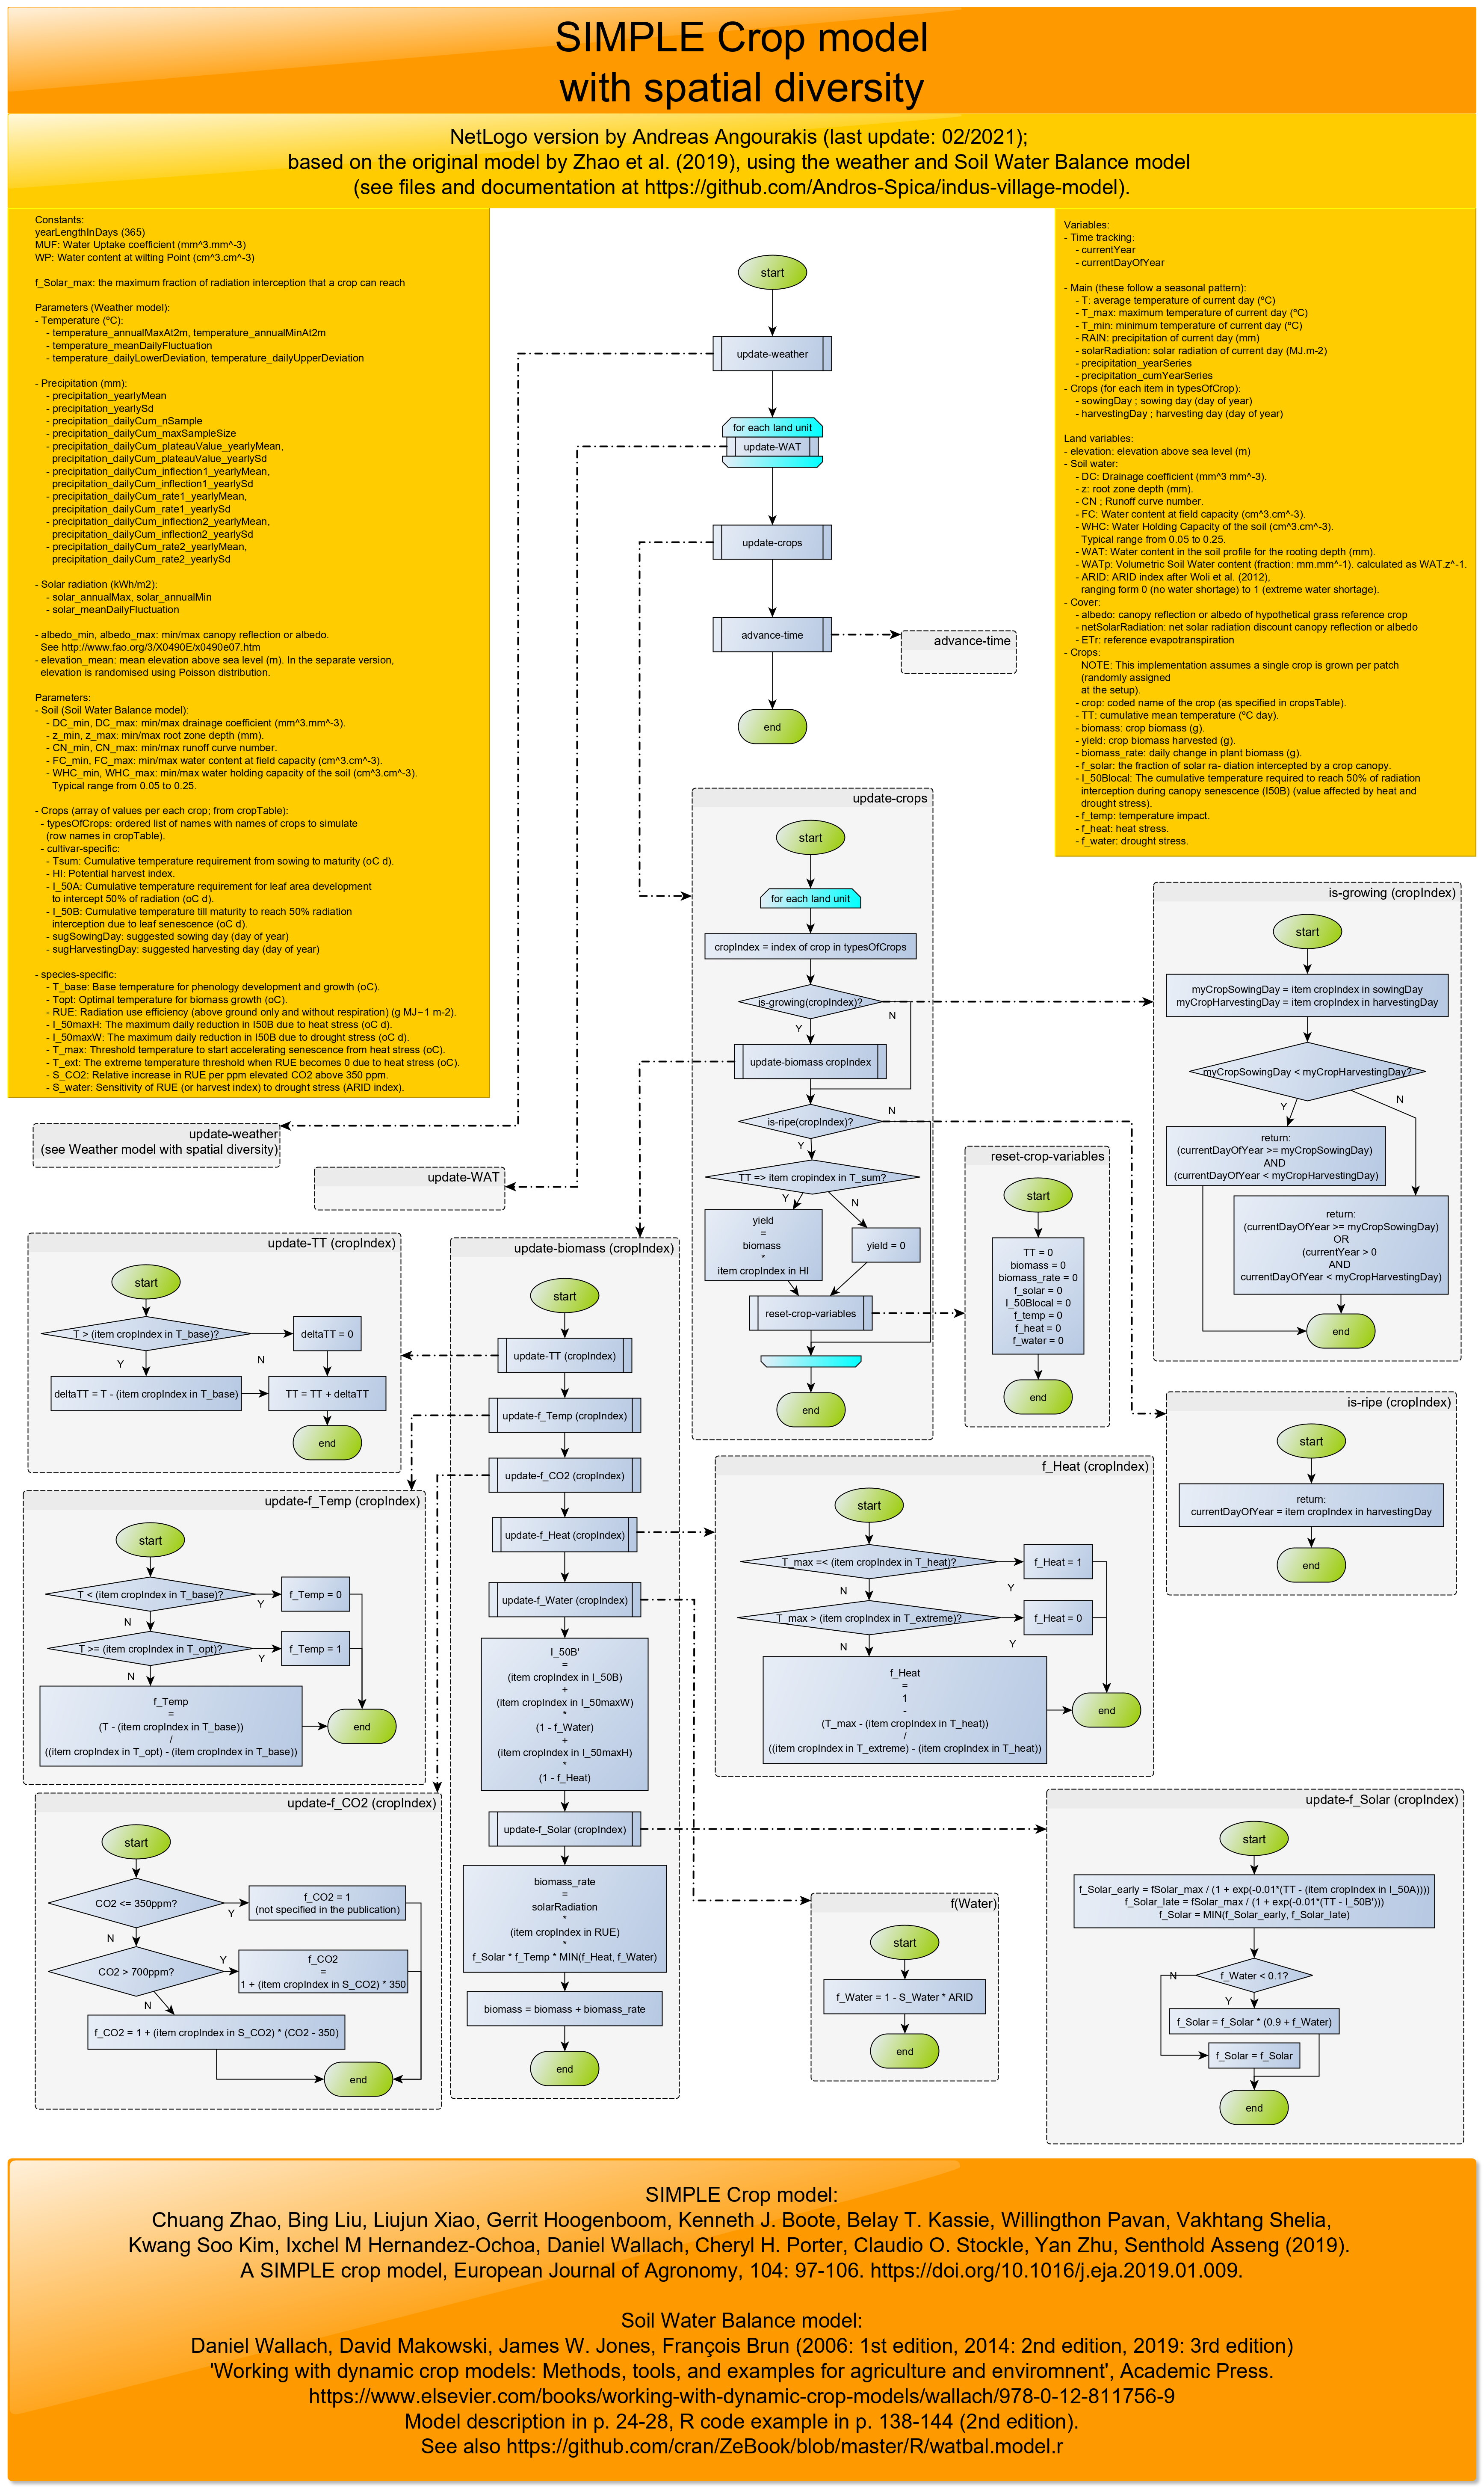 SIMPLE Crop model
with spatial diversity
NetLogo version by Andreas Angourakis (last update: 02/2021);
based on the original model by Zhao et al. (2019), using the weather and Soil Water Balance model
(see files and documentation at https://github.com/Andros-Spica/indus-village-model).
Constants:
yearLengthInDays (365)
MUF: Water Uptake coefficient (mm^3.mm^-3)
WP: Water content at wilting Point (cm^3.cm^-3)
f_Solar_max: the maximum fraction of radiation interception that a crop can reach
Parameters (Weather model):
- Temperature (ºC):
- temperature_annualMaxAt2m, temperature_annualMinAt2m
- temperature_meanDailyFluctuation
- temperature_dailyLowerDeviation, temperature_dailyUpperDeviation
- Precipitation (mm):
- precipitation_yearlyMean
- precipitation_yearlySd
- precipitation_dailyCum_nSample
- precipitation_dailyCum_maxSampleSize
- precipitation_dailyCum_plateauValue_yearlyMean,
precipitation_dailyCum_plateauValue_yearlySd
- precipitation_dailyCum_inflection1_yearlyMean,
precipitation_dailyCum_inflection1_yearlySd
- precipitation_dailyCum_rate1_yearlyMean,
precipitation_dailyCum_rate1_yearlySd
- precipitation_dailyCum_inflection2_yearlyMean,
precipitation_dailyCum_inflection2_yearlySd
- precipitation_dailyCum_rate2_yearlyMean,
precipitation_dailyCum_rate2_yearlySd
- Solar radiation (kWh/m2):
- solar_annualMax, solar_annualMin
- solar_meanDailyFluctuation
- albedo_min, albedo_max: min/max canopy reflection or albedo.
See http://www.fao.org/3/X0490E/x0490e07.htm
- elevation_mean: mean elevation above sea level (m). In the separate version,
elevation is randomised using Poisson distribution.
Parameters:
- Soil (Soil Water Balance model):
- DC_min, DC_max: min/max drainage coefficient (mm^3.mm^-3).
- z_min, z_max: min/max root zone depth (mm).
- CN_min, CN_max: min/max runoff curve number.
- FC_min, FC_max: min/max water content at field capacity (cm^3.cm^-3).
- WHC_min, WHC_max: min/max water holding capacity of the soil (cm^3.cm^-3).
Typical range from 0.05 to 0.25.
- Crops (array of values per each crop; from cropTable):
- typesOfCrops: ordered list of names with names of crops to simulate
(row names in cropTable).
- cultivar-specific:
- Tsum: Cumulative temperature requirement from sowing to maturity (oC d).
- HI: Potential harvest index.
- I_50A: Cumulative temperature requirement for leaf area development
to intercept 50% of radiation (oC d).
- I_50B: Cumulative temperature till maturity to reach 50% radiation
interception due to leaf senescence (oC d).
- sugSowingDay: suggested sowing day (day of year)
- sugHarvestingDay: suggested harvesting day (day of year)
- species-specific:
- T_base: Base temperature for phenology development and growth (oC).
- Topt: Optimal temperature for biomass growth (oC).
- RUE: Radiation use efficiency (above ground only and without respiration) (g MJ−1 m-2).
- I_50maxH: The maximum daily reduction in I50B due to heat stress (oC d).
- I_50maxW: The maximum daily reduction in I50B due to drought stress (oC d).
- T_max: Threshold temperature to start accelerating senescence from heat stress (oC).
- T_ext: The extreme temperature threshold when RUE becomes 0 due to heat stress (oC).
- S_CO2: Relative increase in RUE per ppm elevated CO2 above 350 ppm.
- S_water: Sensitivity of RUE (or harvest index) to drought stress (ARID index).
Variables:
- Time tracking:
- currentYear
- currentDayOfYear
- Main (these follow a seasonal pattern):
- T: average temperature of current day (ºC)
- T_max: maximum temperature of current day (ºC)
- T_min: minimum temperature of current day (ºC)
- RAIN: precipitation of current day (mm)
- solarRadiation: solar radiation of current day (MJ.m-2)
- precipitation_yearSeries
- precipitation_cumYearSeries
- Crops (for each item in typesOfCrop):
- sowingDay ; sowing day (day of year)
- harvestingDay ; harvesting day (day of year)
Land variables:
- elevation: elevation above sea level (m)
- Soil water:
- DC: Drainage coefficient (mm^3 mm^-3).
- z: root zone depth (mm).
- CN ; Runoff curve number.
- FC: Water content at field capacity (cm^3.cm^-3).
- WHC: Water Holding Capacity of the soil (cm^3.cm^-3).
Typical range from 0.05 to 0.25.
- WAT: Water content in the soil profile for the rooting depth (mm).
- WATp: Volumetric Soil Water content (fraction: mm.mm^-1). calculated as WAT.z^-1.
- ARID: ARID index after Woli et al. (2012),
ranging form 0 (no water shortage) to 1 (extreme water shortage).
- Cover:
- albedo: canopy reflection or albedo of hypothetical grass reference crop
- netSolarRadiation: net solar radiation discount canopy reflection or albedo
- ETr: reference evapotranspiration
- Crops:
NOTE: This implementation assumes a single crop is grown per patch
(randomly assigned
at the setup).
- crop: coded name of the crop (as specified in cropsTable).
- TT: cumulative mean temperature (ºC day).
- biomass: crop biomass (g).
- yield: crop biomass harvested (g).
- biomass_rate: daily change in plant biomass (g).
- f_solar: the fraction of solar ra- diation intercepted by a crop canopy.
- I_50Blocal: The cumulative temperature required to reach 50% of radiation
interception during canopy senescence (I50B) (value affected by heat and
drought stress).
- f_temp: temperature impact.
- f_heat: heat stress.
- f_water: drought stress.
start
update-weather
for each land unit
update-WAT
update-crops
advance-time
end
advance-time
update-weather
(see Weather model with spatial diversity)
update-WAT
update-crops
start
for each land unit
cropIndex = index of crop in typesOfCrops
is-growing(cropIndex)?
N
Y
update-biomass cropIndex
is-ripe(cropIndex)?
N
Y
TT => item cropindex in T_sum?
Y
N
yield
=
biomass
*
item cropIndex in HI
yield = 0
reset-crop-variables
end
is-growing (cropIndex)
start
myCropSowingDay = item cropIndex in sowingDay
myCropHarvestingDay = item cropIndex in harvestingDay
myCropSowingDay < myCropHarvestingDay?
Y
N
return:
(currentDayOfYear >= myCropSowingDay)
AND
(currentDayOfYear < myCropHarvestingDay)
return:
(currentDayOfYear >= myCropSowingDay)
OR
(currentYear > 0
AND
currentDayOfYear < myCropHarvestingDay)
end
reset-crop-variables
start
TT = 0
biomass = 0
biomass_rate = 0
f_solar = 0
I_50Blocal = 0
f_temp = 0
f_heat = 0
f_water = 0
end
is-ripe (cropIndex)
start
return:
currentDayOfYear = item cropIndex in harvestingDay
end
update-TT (cropIndex)
start
T > (item cropIndex in T_base)?
deltaTT = 0
Y
N
deltaTT = T - (item cropIndex in T_base)
TT = TT + deltaTT
end
update-biomass (cropIndex)
start
update-TT (cropIndex)
update-f_Temp (cropIndex)
update-f_CO2 (cropIndex)
update-f_Heat (cropIndex)
update-f_Water (cropIndex)
I_50B'
=
(item cropIndex in I_50B)
+
(item cropIndex in I_50maxW)
*
(1 - f_Water)
+
(item cropIndex in I_50maxH)
*
(1 - f_Heat)
update-f_Solar (cropIndex)
biomass_rate
=
solarRadiation
*
(item cropIndex in RUE)
*
f_Solar * f_Temp * MIN(f_Heat, f_Water)
biomass = biomass + biomass_rate
end
update-f_Temp (cropIndex)
start
T < (item cropIndex in T_base)?
Y
f_Temp = 0
N
T >= (item cropIndex in T_opt)?
Y
f_Temp = 1
N
f_Temp
=
(T - (item cropIndex in T_base))
/
((item cropIndex in T_opt) - (item cropIndex in T_base))
end
f_Heat (cropIndex)
start
T_max =< (item cropIndex in T_heat)?
f_Heat = 1
N
Y
T_max > (item cropIndex in T_extreme)?
f_Heat = 0
N
Y
f_Heat
=
1
-
(T_max - (item cropIndex in T_heat))
/
((item cropIndex in T_extreme) - (item cropIndex in T_heat))
end
update-f_CO2 (cropIndex)
start
CO2 <= 350ppm?
Y
f_CO2 = 1
(not specified in the publication)
N
CO2 > 700ppm?
Y
f_CO2
=
1 + (item cropIndex in S_CO2) * 350
N
f_CO2 = 1 + (item cropIndex in S_CO2) * (CO2 - 350)
end
f(Water)
start
f_Water = 1 - S_Water * ARID
end
update-f_Solar (cropIndex)
start
f_Solar_early = fSolar_max / (1 + exp(-0.01*(TT - (item cropIndex in I_50A))))
f_Solar_late = fSolar_max / (1 + exp(-0.01*(TT - I_50B')))
f_Solar = MIN(f_Solar_early, f_Solar_late)
f_Water < 0.1?
N
Y
f_Solar = f_Solar * (0.9 + f_Water)
f_Solar = f_Solar
end
SIMPLE Crop model:
Chuang Zhao, Bing Liu, Liujun Xiao, Gerrit Hoogenboom, Kenneth J. Boote, Belay T. Kassie, Willingthon Pavan, Vakhtang Shelia,
Kwang Soo Kim, Ixchel M Hernandez-Ochoa, Daniel Wallach, Cheryl H. Porter, Claudio O. Stockle, Yan Zhu, Senthold Asseng (2019).
A SIMPLE crop model, European Journal of Agronomy, 104: 97-106. https://doi.org/10.1016/j.eja.2019.01.009.
Soil Water Balance model:
Daniel Wallach, David Makowski, James W. Jones, François Brun (2006: 1st edition, 2014: 2nd edition, 2019: 3rd edition)
'Working with dynamic crop models: Methods, tools, and examples for agriculture and enviromnent', Academic Press.
https://www.elsevier.com/books/working-with-dynamic-crop-models/wallach/978-0-12-811756-9
Model description in p. 24-28, R code example in p. 138-144 (2nd edition).
See also https://github.com/cran/ZeBook/blob/master/R/watbal.model.r